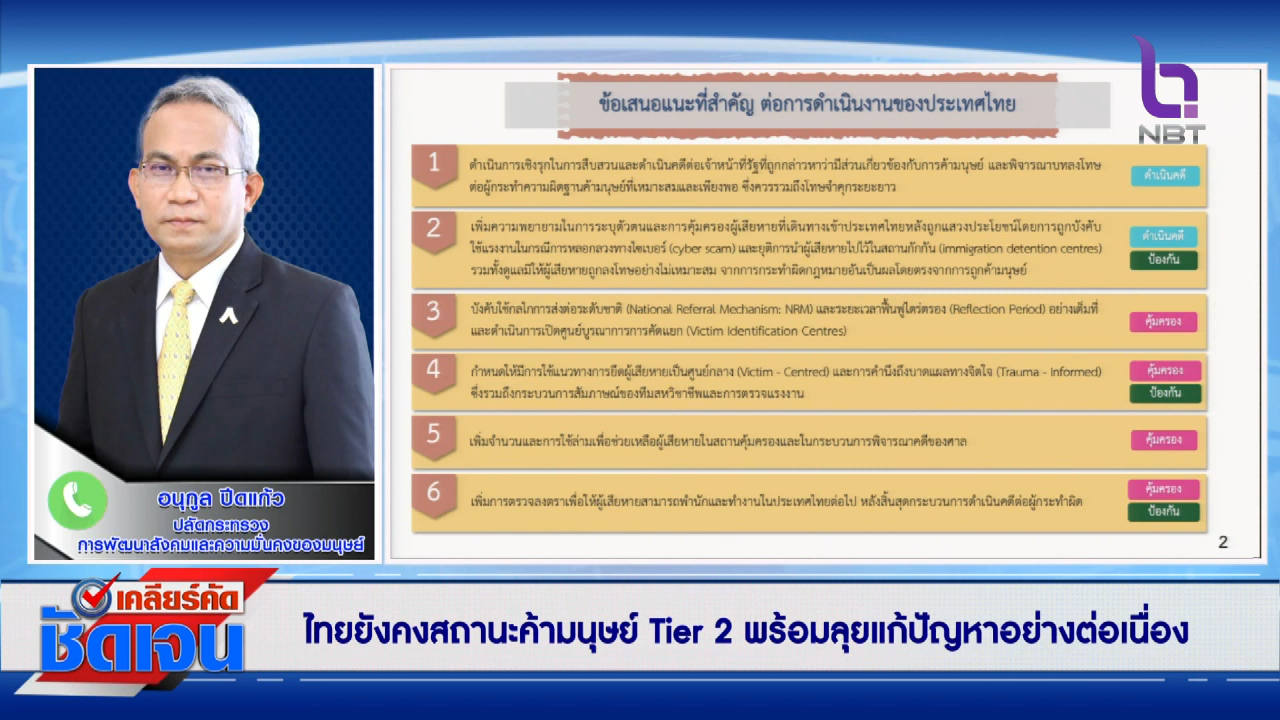 NBT
ข้อเสนอแนะที่สำคัญ ต่อการดำเนินงานของประเทศไทย
1
ดำเนินการเชิงรุกในการสืบสวนและดำเนินคดีต่อเจ้าหน้าที่รัฐที่ถูกกล่าวหาว่ามีส่วนเกี่ยวข้องกับการค้ามนุษย์ และพิจารณาบทลงโทษ
ต่อผู้กระทำความผิดฐานค้ามนุษย์ที่เหมาะสมและเพียงพอ ซึ่งควรรวมถึงโทษจำคุกระยะยาว
ดำเนินคดี
2
เพิ่มความพยายามในการระบุตัวตนและการคุ้มครองผู้เสียหายที่เดินทางเข้าประเทศไทยหลังถูกแสวงประโยชน์โดยการถูกบังคับ
ใช้แรงงานในกรณีการหลอกลวงทางไซเบอร์ (cyber scam) และยุติการนำผู้เสียหายไปไว้ในสถานกักกัน (immigration detention centres)
รวมทั้งดูแลมิให้ผู้เสียหายถูกลงโทษอย่างไม่เหมาะสม จากการกระทำผิดกฎหมายอันเป็นผลโดยตรงจากการถูกค้ามนุษย์
ดำเนินคดี
ป้องกัน
3
บังคับใช้กลไกการส่งต่อระดับชาติ (National Referral Mechanism: NRM) และระยะเวลาฟื้นฟูไตร่ตรอง (Reflection Period) อย่างเต็มที่
และดำเนินการเปิดศูนย์บูรณาการการคัดแยก (Victim Identification Centres)
คุ้มครอง
4
กำหนดให้มีการใช้แนวทางการยึดผู้เสียหายเป็นศูนย์กลาง (Victim - Centred) และการคำนึงถึงบาดแผลทางจิตใจ (Trauma - Informed)
ซึ่งรวมถึงกระบวนการสัมภาษณ์ของทีมสหวิชาชีพและการตรวจแรงงาน
คุ้มครอง
ป้องกัน
5
เพิ่มจำนวนและการใช้ล่ามเพื่อช่วยเหลือผู้เสียหายในสถานคุ้มครองและในกระบวนการพิจารณาคดีของศาล
คุ้มครอง
6
เพิ่มการตรวจลงตราเพื่อให้ผู้เสียหายสามารถพำนักและทำงานในประเทศไทยต่อไป หลังสิ้นสุดกระบวนการดำเนินคดีต่อผู้กระทำผิด
คุ้มครอง
ป้องกัน
2
อนุกูล ปีดแก้ว
ปลัดกระทรวง
การพัฒนาสังคมและความมั่นคงของมนุษย์
เคลียร์คัด
ชัดเจน
ไทยยังคงสถานะค้ามนุษย์ Tier 2 พร้อมลุยแก้ปัญหาอย่างต่อเนื่อง